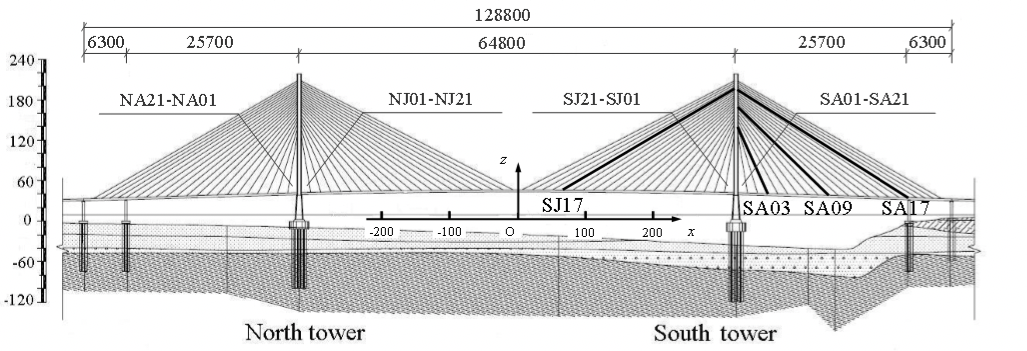 128800
6300 25700 64800 25700 6300
240
180
120
60
0
-60
-120
NA21-NA01 NJ01-NJ21 SJ21-SJ01 SA01-SA21
z
SJ17 SA03 SA09 SA17
-200 -100 O 100 200 x
North tower South tower